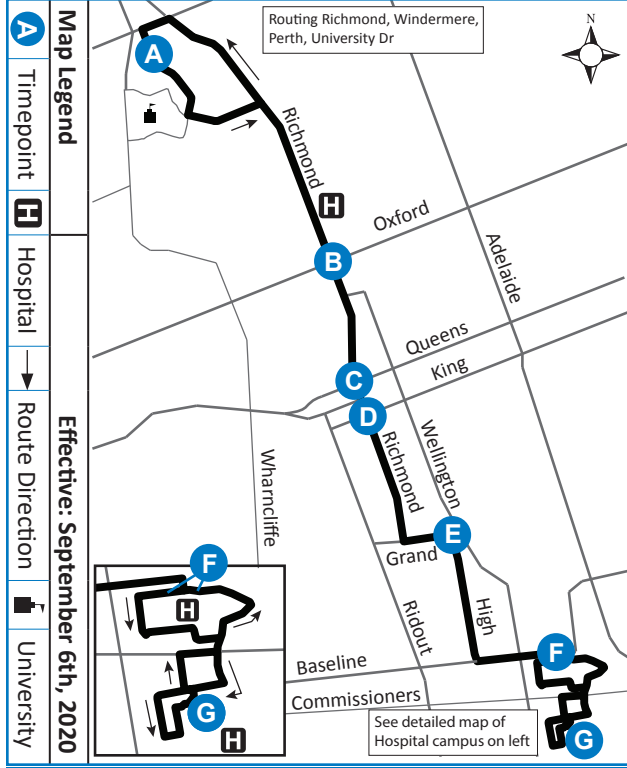 Routing Richmond, Windermere,
Perth, University Dr
N
A
Richmond
H
Oxford
Adelaide
B
Queens
King
C
D
Richmond
Wellington
Wharncliffe
Grand
E
Ridout
High
F
Baseline
Commissioners
G
See detailed map of
Hospital campus on left
F
H
G
H
Map Legend
Effective: September 6th, 2020
A Timepoint H Hospital Route Direction University